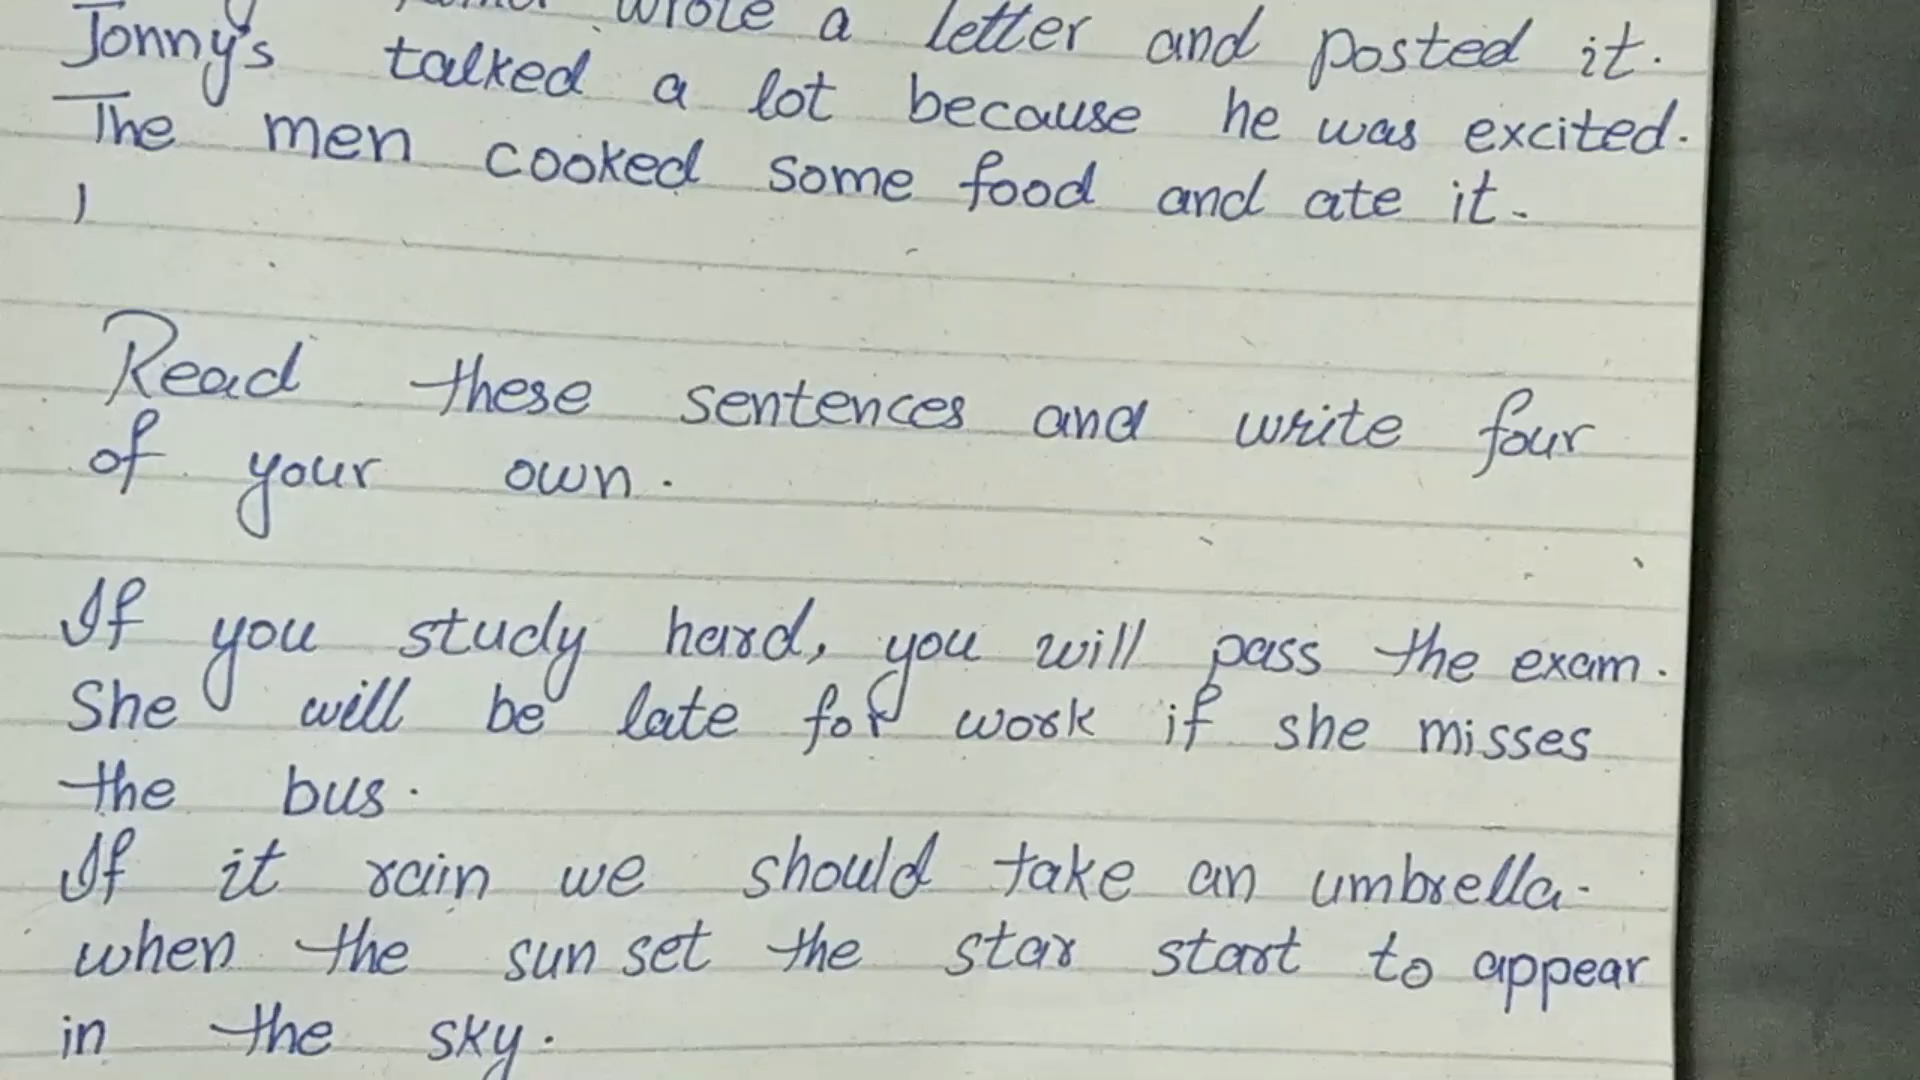 wrote a letter and posted it.
Jonny's talked a lot because he was excited.
The men cooked some food and ate it.
Read these sentences and write four
of your own.
If you study hard, you will pass the exam.
She will be late for work if she misses
the bus.
If it rain we should take an umbrella.
when the sun set the star start to appear
in the sky.